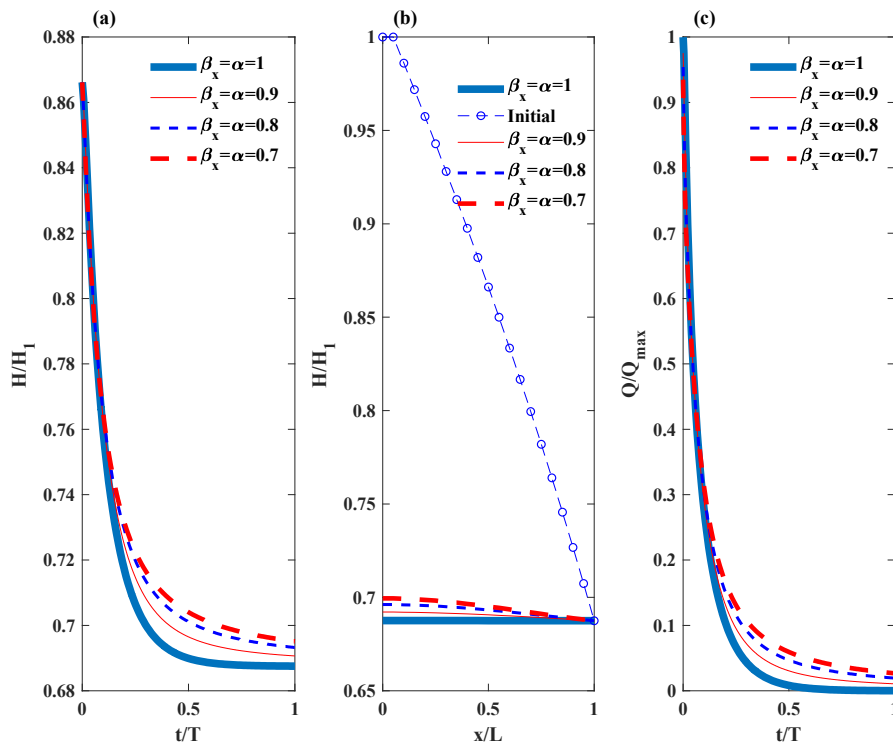 (a)
0.88
0.86
0.84
0.82
0.8
0.78
0.76
0.74
0.72
0.7
0.68
0
0.5
1
H/H₁
t/T
βₓ=α=1
βₓ=α=0.9
βₓ=α=0.8
βₓ=α=0.7
(b)
1
0.95
0.9
0.85
0.8
0.75
0.7
0.65
0
0.5
1
H/H₁
x/L
βₓ=α=1
Initial
βₓ=α=0.9
βₓ=α=0.8
βₓ=α=0.7
(c)
1
0.9
0.8
0.7
0.6
0.5
0.4
0.3
0.2
0.1
0
0
0.5
1
Q/Qmax
t/T
βₓ=α=1
βₓ=α=0.9
βₓ=α=0.8
βₓ=α=0.7